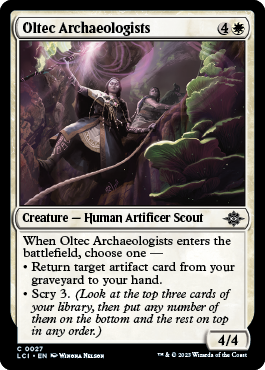 Oltec Archaeologists 4
Creature — Human Artificer Scout
When Oltec Archaeologists enters the
battlefield, choose one —
• Return target artifact card from your
graveyard to your hand.
• Scry 3. (Look at the top three cards of
your library, then put any number of
them on the bottom and the rest on top
in any order.)
4/4
C 0027
LCI • EN Winona Nelson
™ & © 2023 Wizards of the Coast